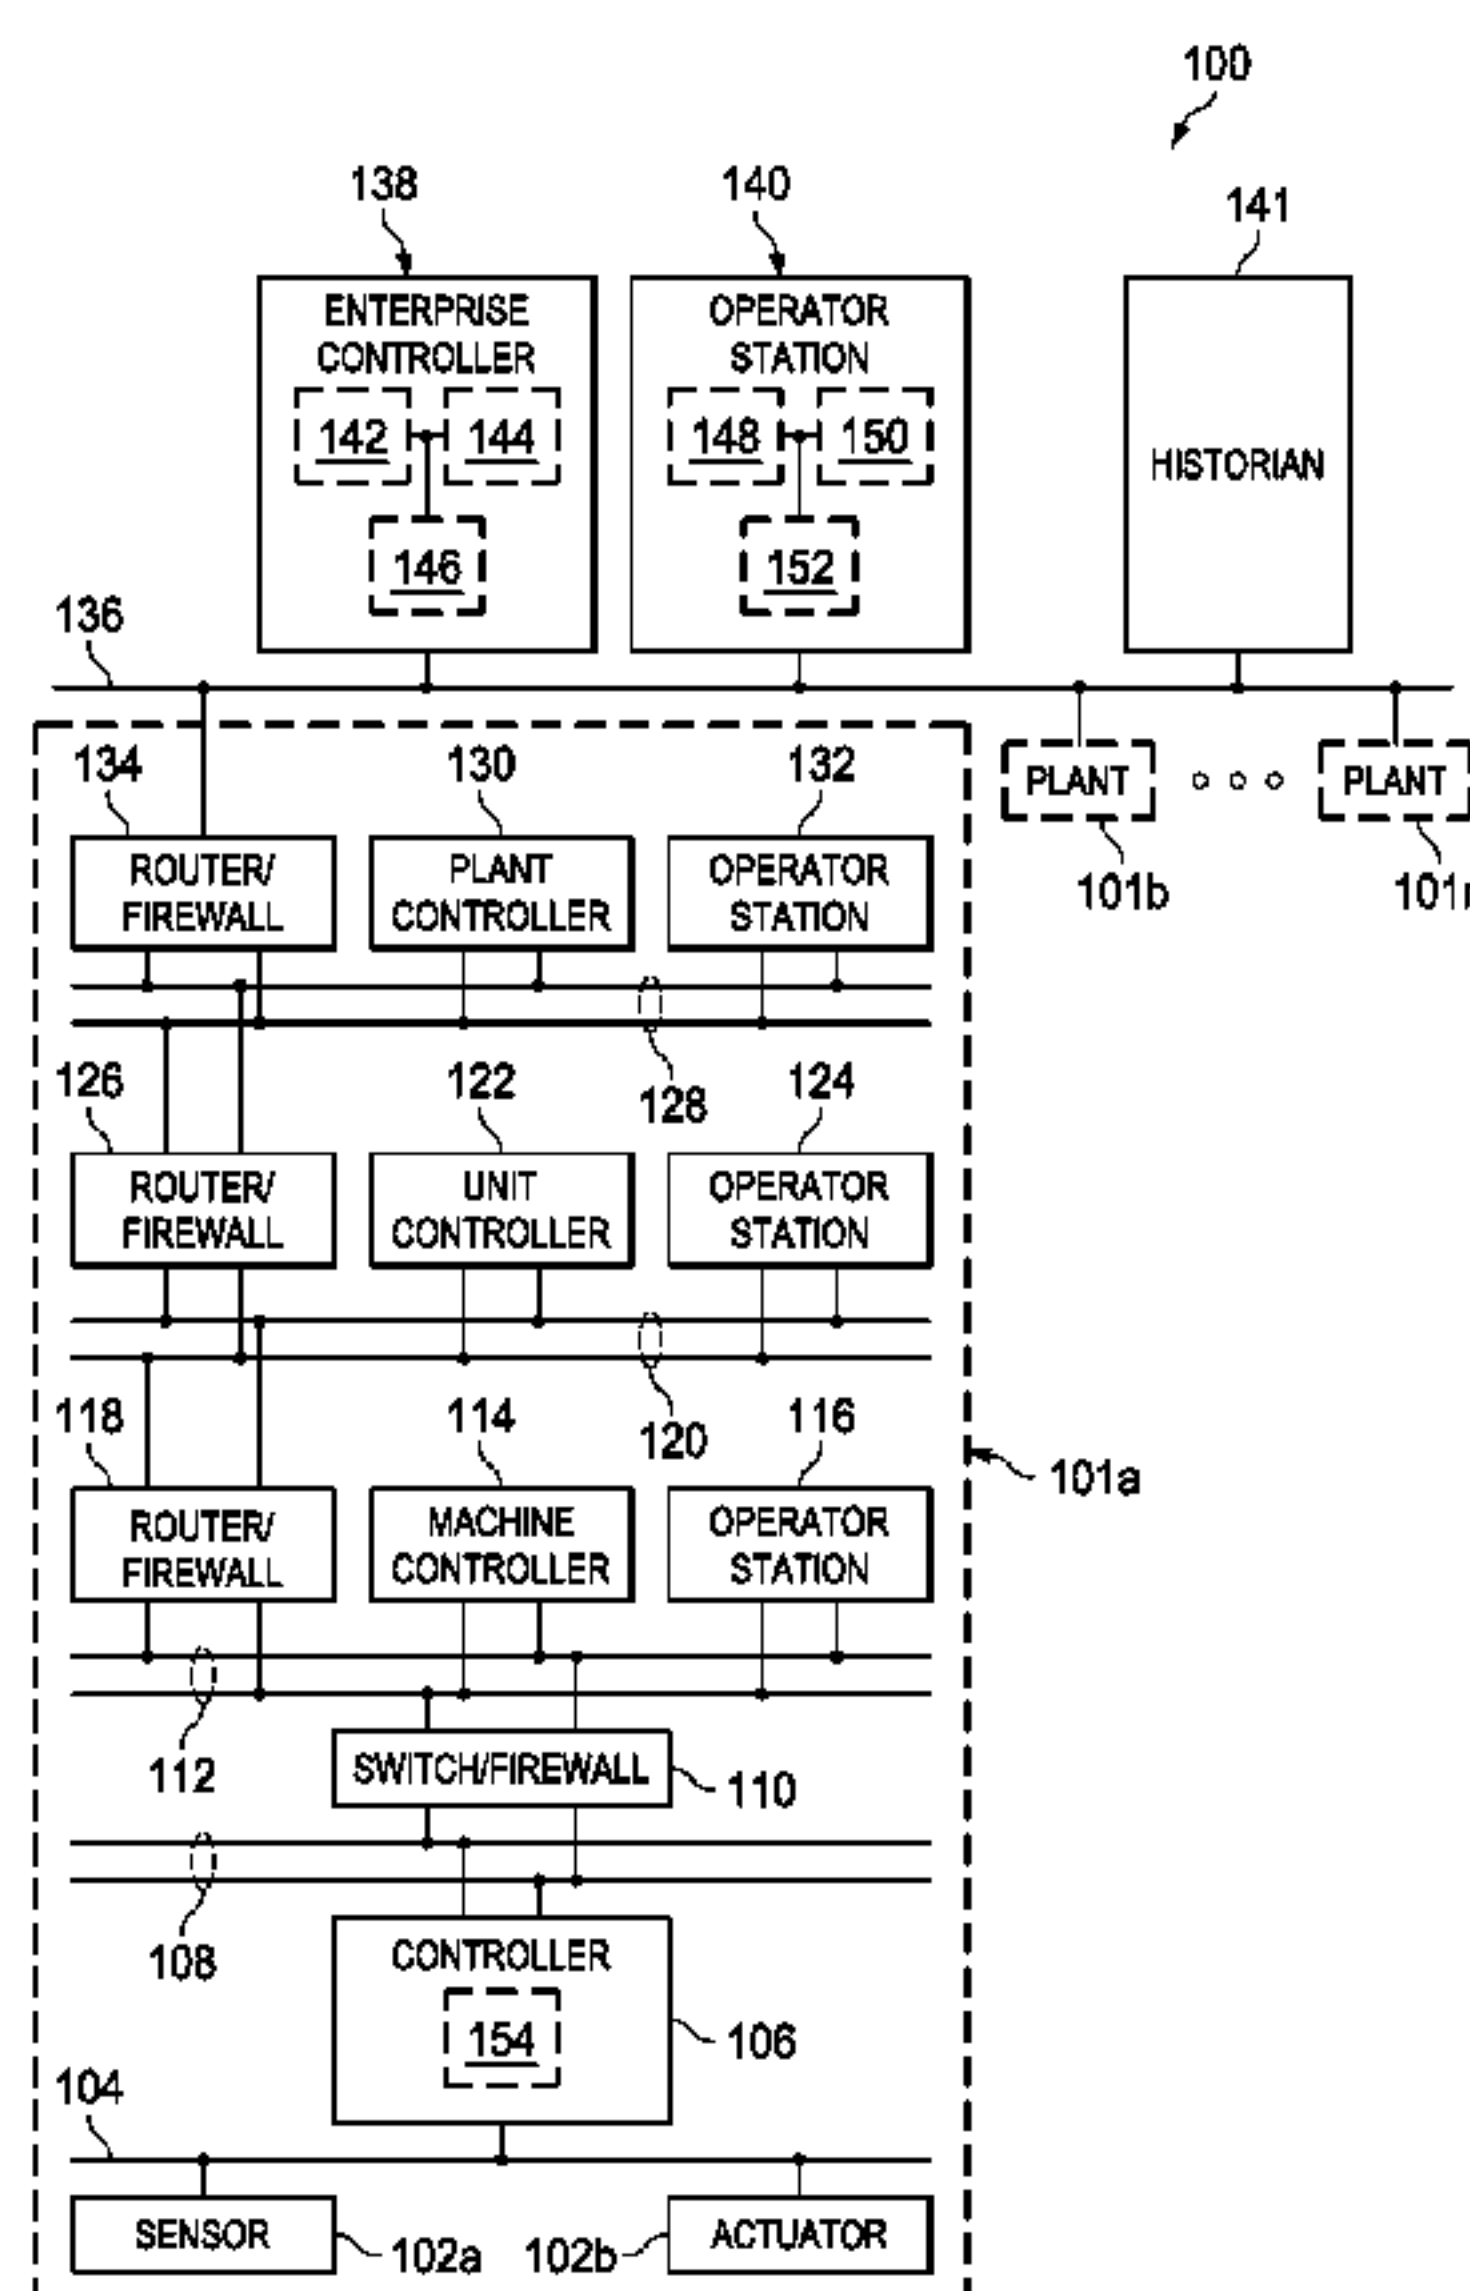 100
138
140
141
ENTERPRISE
CONTROLLER
142
144
146
OPERATOR
STATION
148
150
152
HISTORIAN
136
134
130
132
PLANT
PLANT
101b
ROUTER/
FIREWALL
PLANT
CONTROLLER
OPERATOR
STATION
128
126
122
124
ROUTER/
FIREWALL
UNIT
CONTROLLER
OPERATOR
STATION
120
118
114
116
101a
ROUTER/
FIREWALL
MACHINE
CONTROLLER
OPERATOR
STATION
112
SWITCH/FIREWALL
110
108
CONTROLLER
154
106
104
SENSOR
102a
102b
ACTUATOR